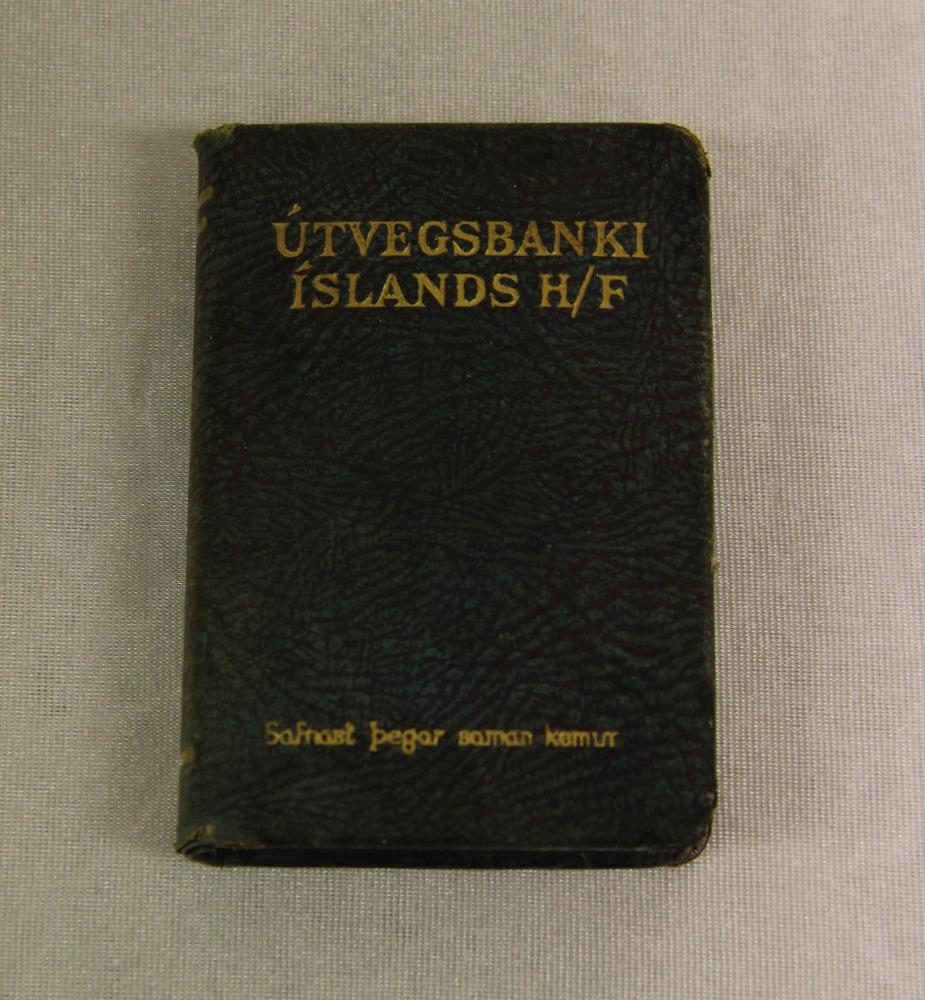 ÚTVEGSBANKI
ÍSLANDS H/F
Safnast þegar saman kemur